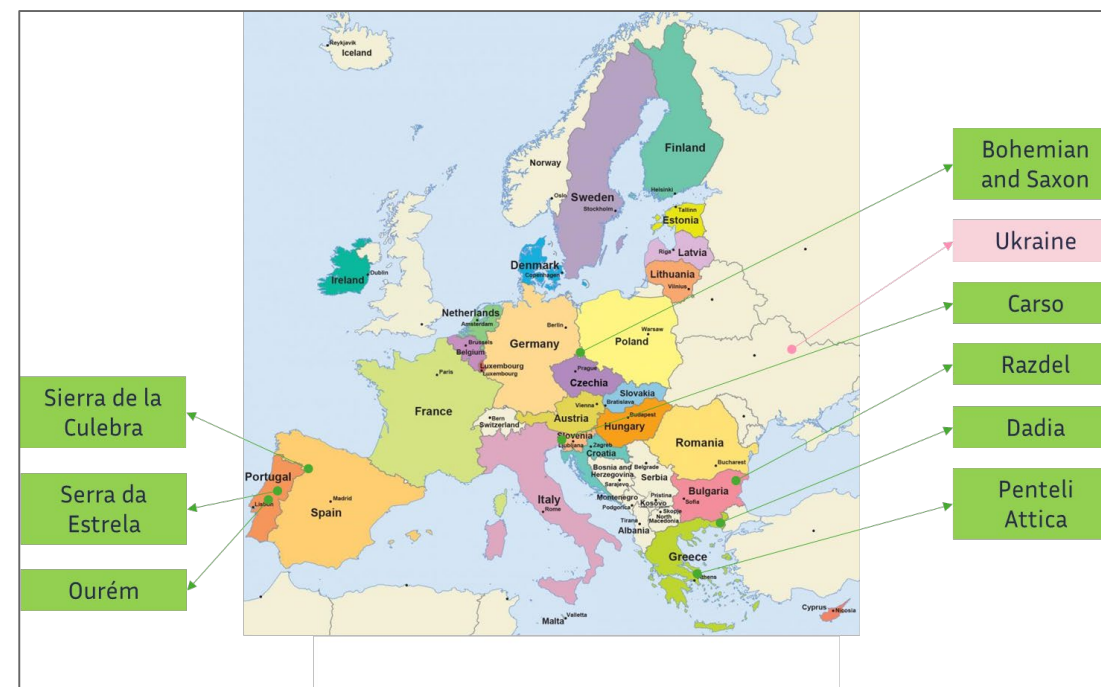 Reykjavik
Iceland
Norway
Oslo
Sweden
Stockholm
Finland
Helsinki
Tallinn
Estonia
Riga
Latvia
Lithuania
Vilnius
Denmark
Copenhagen
Ireland
Dublin
Netherlands
Amsterdam
Brussels
Belgium
Luxembourg
Luxembourg
Berlin
Germany
Warsaw
Poland
Prague
Czechia
Slovakia
Bratislava
Vienna
Austria
Budapest
Hungary
Paris
France
Bern
Switzerland
Slovenia
Ljubljana
Zagreb
Croatia
Romania
Bucharest
Bosnia and
Herzegovina
Sarajevo
Belgrade
Serbia
Montenegro
Podgorica
Pristina
Kosovo
Skopje
North
Macedonia
Tirana
Albania
Bulgaria
Sofia
Italy
Rome
Portugal
Lisbon
Madrid
Spain
Greece
Athens
Malta
Valletta
Cyprus
Nicosia
Sierra de la
Culebra
Serra da
Estrela
Ourém
Bohemian
and Saxon
Ukraine
Carso
Razdel
Dadia
Penteli
Attica